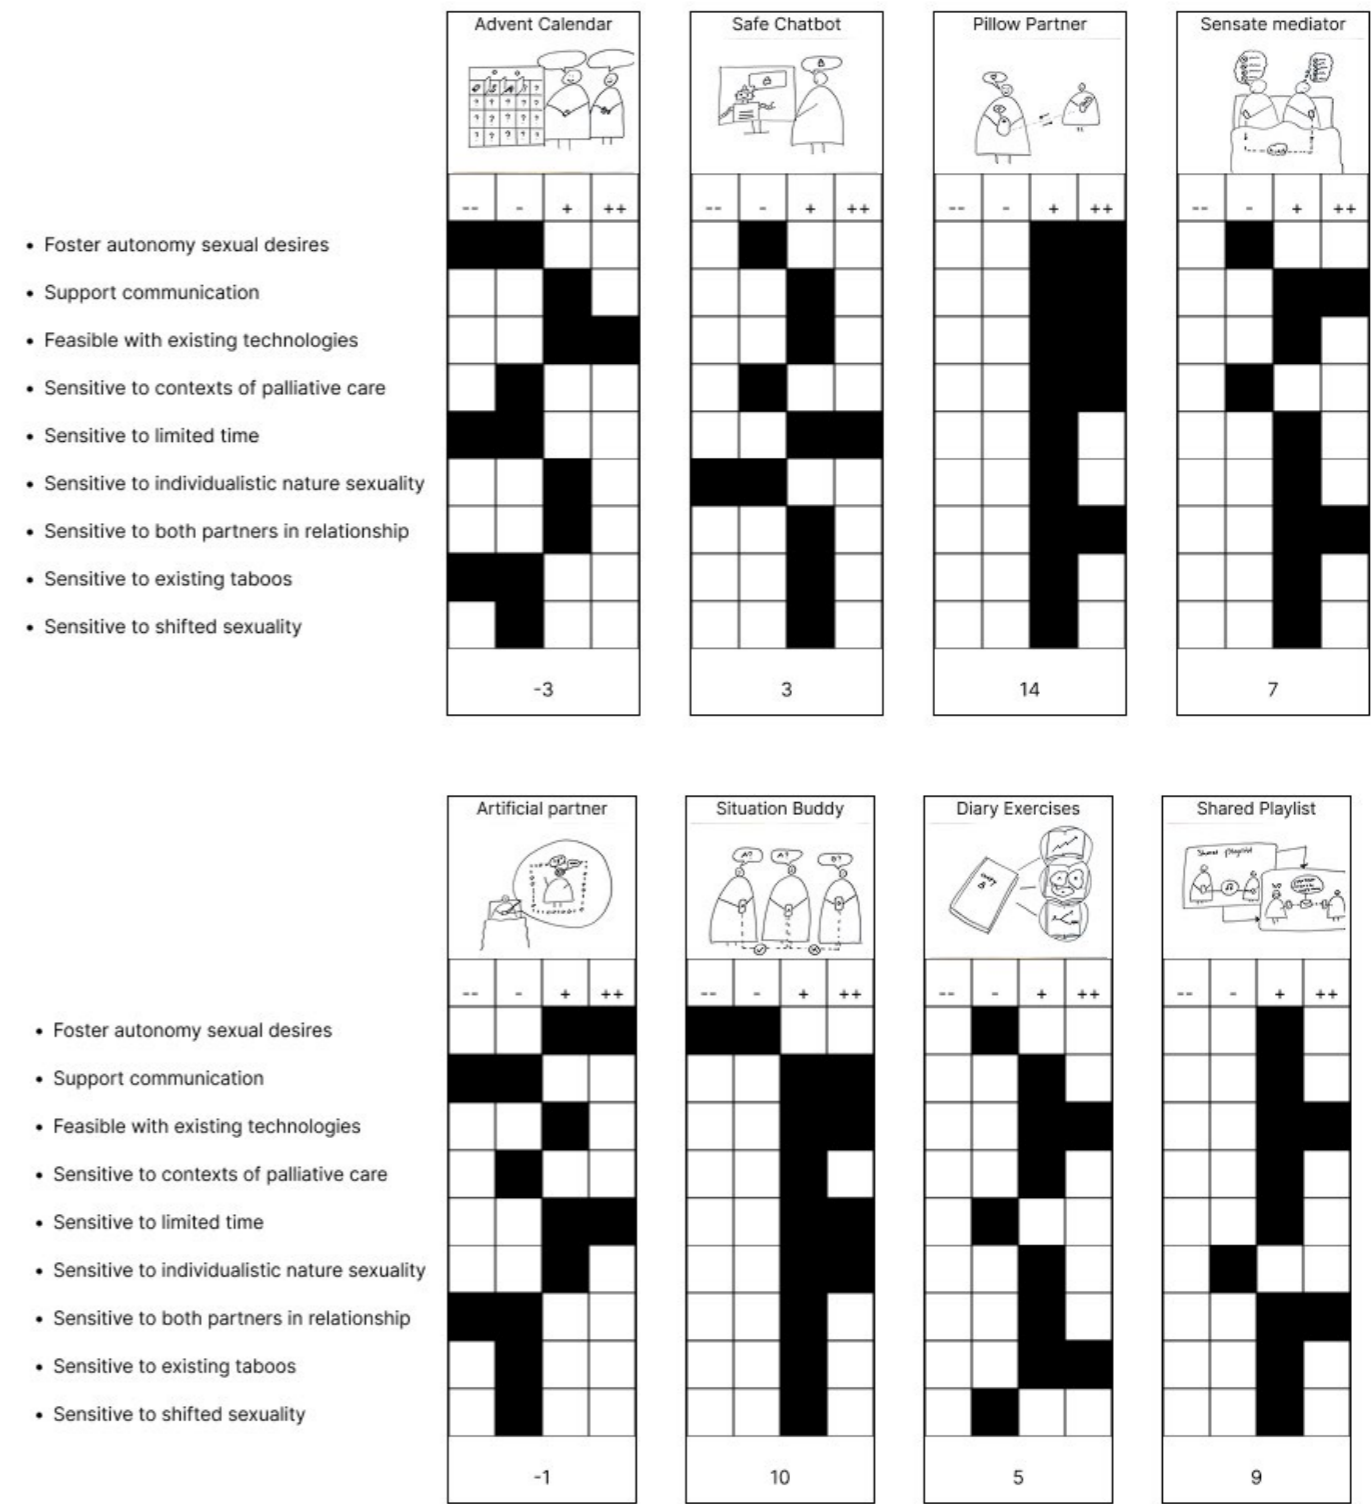 Advent Calendar
Safe Chatbot
Pillow Partner
Sensate mediator
-- - + ++
-- - + ++
-- - + ++
-- - + ++
• Foster autonomy sexual desires
• Support communication
• Feasible with existing technologies
• Sensitive to contexts of palliative care
• Sensitive to limited time
• Sensitive to individualistic nature sexuality
• Sensitive to both partners in relationship
• Sensitive to existing taboos
• Sensitive to shifted sexuality
-3
3
14
7
Artificial partner
Situation Buddy
Diary Exercises
Shared Playlist
A?
A?
B?
Shared Playlist
-- - + ++
-- - + ++
-- - + ++
-- - + ++
• Foster autonomy sexual desires
• Support communication
• Feasible with existing technologies
• Sensitive to contexts of palliative care
• Sensitive to limited time
• Sensitive to individualistic nature sexuality
• Sensitive to both partners in relationship
• Sensitive to existing taboos
• Sensitive to shifted sexuality
-1
10
5
9